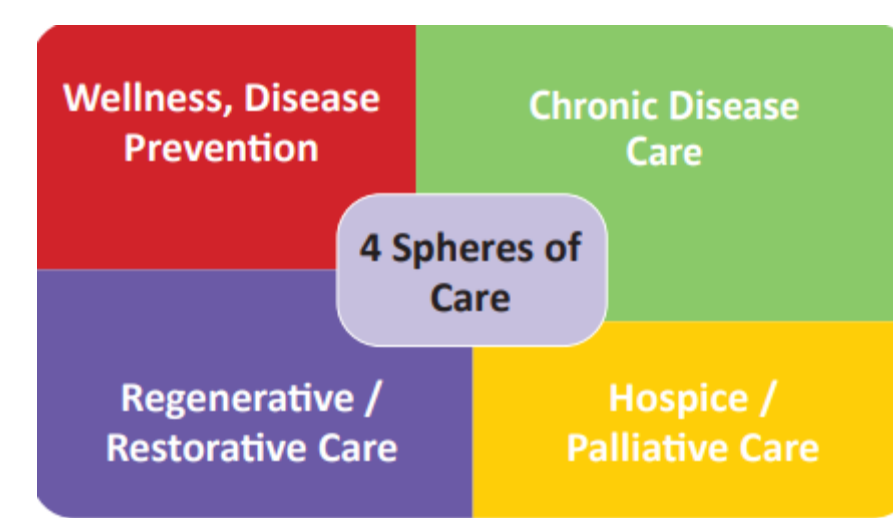 Wellness, Disease
Prevention
Chronic Disease
Care
4 Spheres of
Care
Regenerative /
Restorative Care
Hospice /
Palliative Care